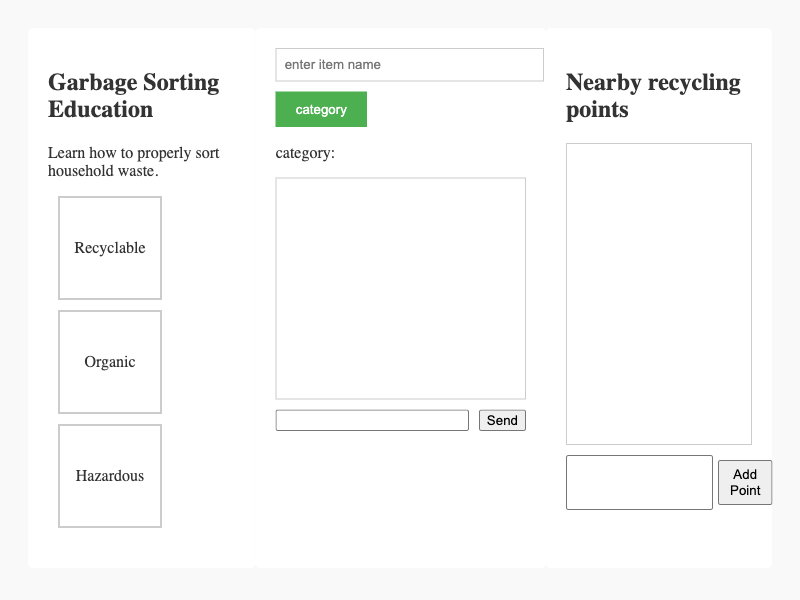 Garbage Sorting
Education
Learn how to properly sort
household waste.
Recyclable
Organic
Hazardous
enter item name
category
category:
Send
Nearby recycling
points
Add
Point